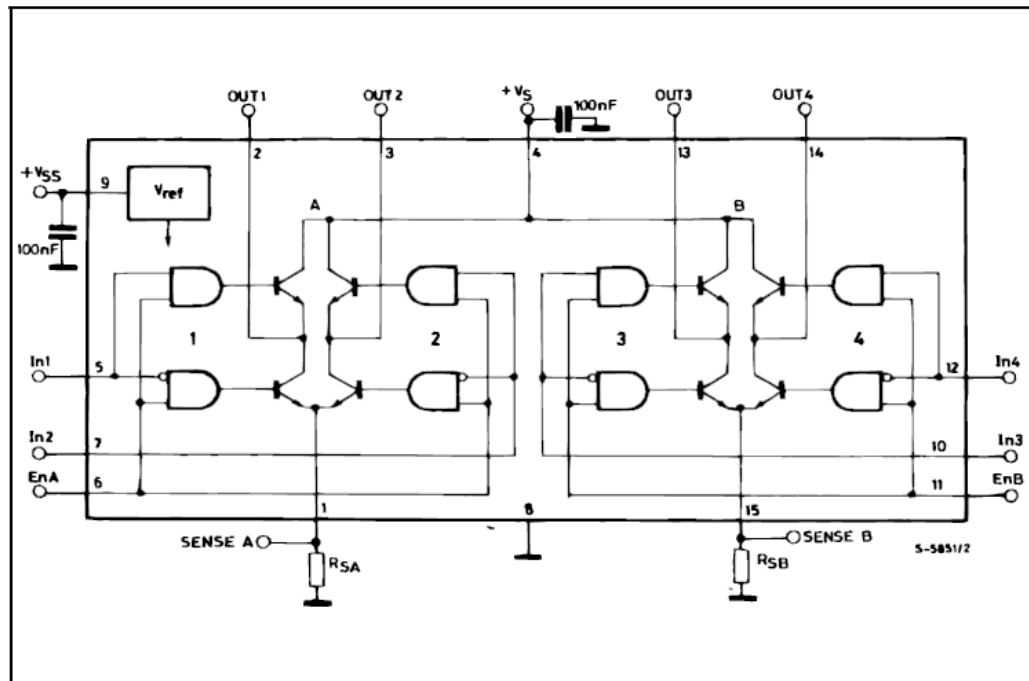 OUT1 OUT2 +VS 100nF OUT3 OUT4
2 3 4 13 14
+VSS 9 Vref
A B
100nF
1 2 3 4
In1 5 12 In4
In2 7 10 In3
EnA 6 11 EnB
1 8 15
SENSE A SENSE B
S-5851/2
RSA RSB